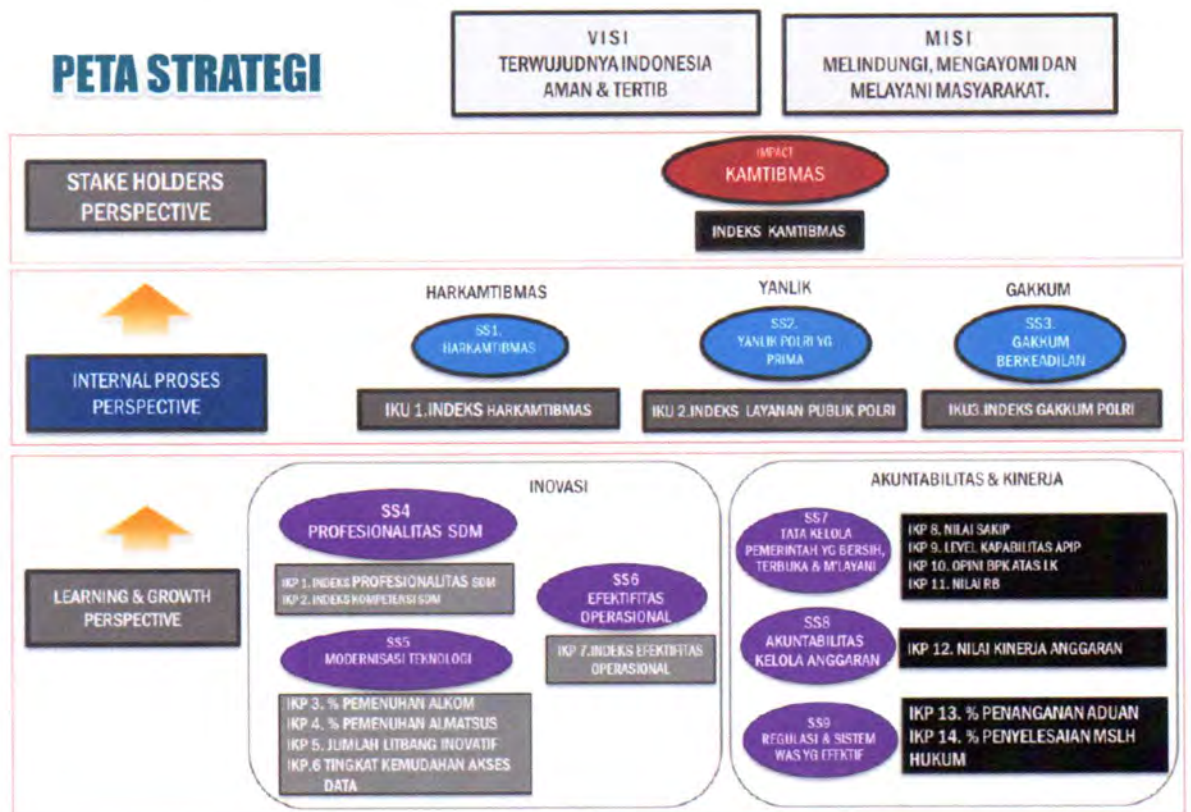 PETA STRATEGI
VISI
TERWUJUDNYA INDONESIA
AMAN & TERTIB
MISI
MELINDUNGI, MENGAYOMI DAN
MELAYANI MASYARAKAT.
STAKE HOLDERS
PERSPECTIVE
IMPACT
KAMTIBMAS
INDEKS KAMTIBMAS
INTERNAL PROSES
PERSPECTIVE
HARKAMTIBMAS
SS1.
HARKAMTIBMAS
IKU 1.INDEKS HARKAMTIBMAS
YANLIK
SS2.
YANLIK POLRI YG
PRIMA
IKU 2.INDEKS LAYANAN PUBLIK POLRI
GAKKUM
SS3.
GAKKUM
BERKEADILAN
IKU3.INDEKS GAKKUM POLRI
LEARNING & GROWTH
PERSPECTIVE
INOVASI
SS4
PROFESIONALITAS SDM
IKP 1. INDEKS PROFESIONALITAS SDM
IKP 2. INDEKS KOMPETENSI SDM
SS5
MODERNISASI TEKNOLOGI
IKP 3. % PEMENUHAN ALKOM
IKP 4. % PEMENUHAN ALMATSUS
IKP 5. JUMLAH LITBANG INOVATIF
IKP.6 TINGKAT KEMUDAHAN AKSES
DATA
SS6
EFEKTIFITAS
OPERASIONAL
IKP 7.INDEKS EFEKTIFITAS
OPERASIONAL
AKUNTABILITAS & KINERJA
SS7
TATA KELOLA
PEMERINTAH YG BERSIH,
TERBUKA & M'LAYANI
IKP 8. NILAI SAKIP
IKP 9. LEVEL KAPABILITAS APIP
IKP 10. OPINI BPK ATAS LK
IKP 11. NILAI RB
SS8
AKUNTABILITAS
KELOLA ANGGARAN
IKP 12. NILAI KINERJA ANGGARAN
SS9
REGULASI & SISTEM
WAS YG EFEKTIF
IKP 13. % PENANGANAN ADUAN
IKP 14. % PENYELESAIAN MSLH
HUKUM